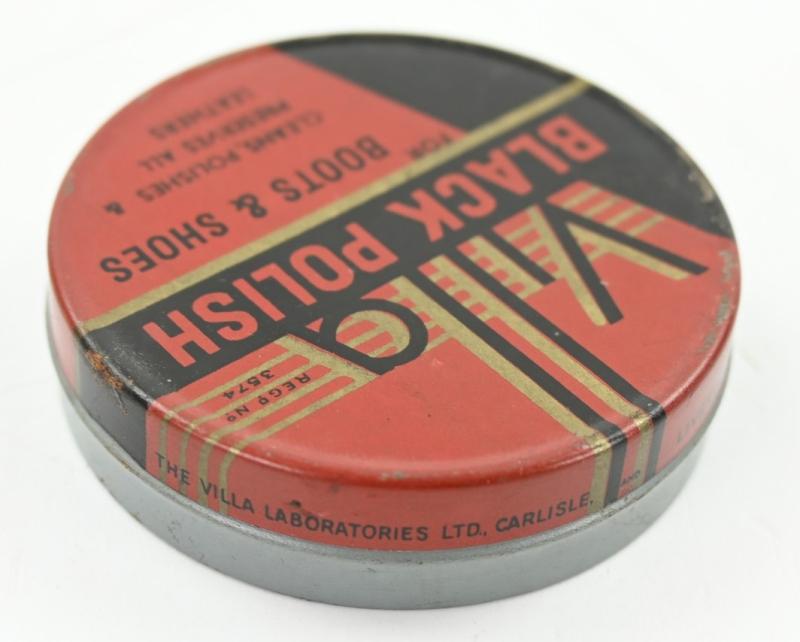 Villa
BLACK POLISH
FOR
BOOTS & SHOES
CLEANS, POLISHES &
PRESERVES ALL
LEATHERS
REGD NO
3574
THE VILLA LABORATORIES LTD., CARLISLE, AND